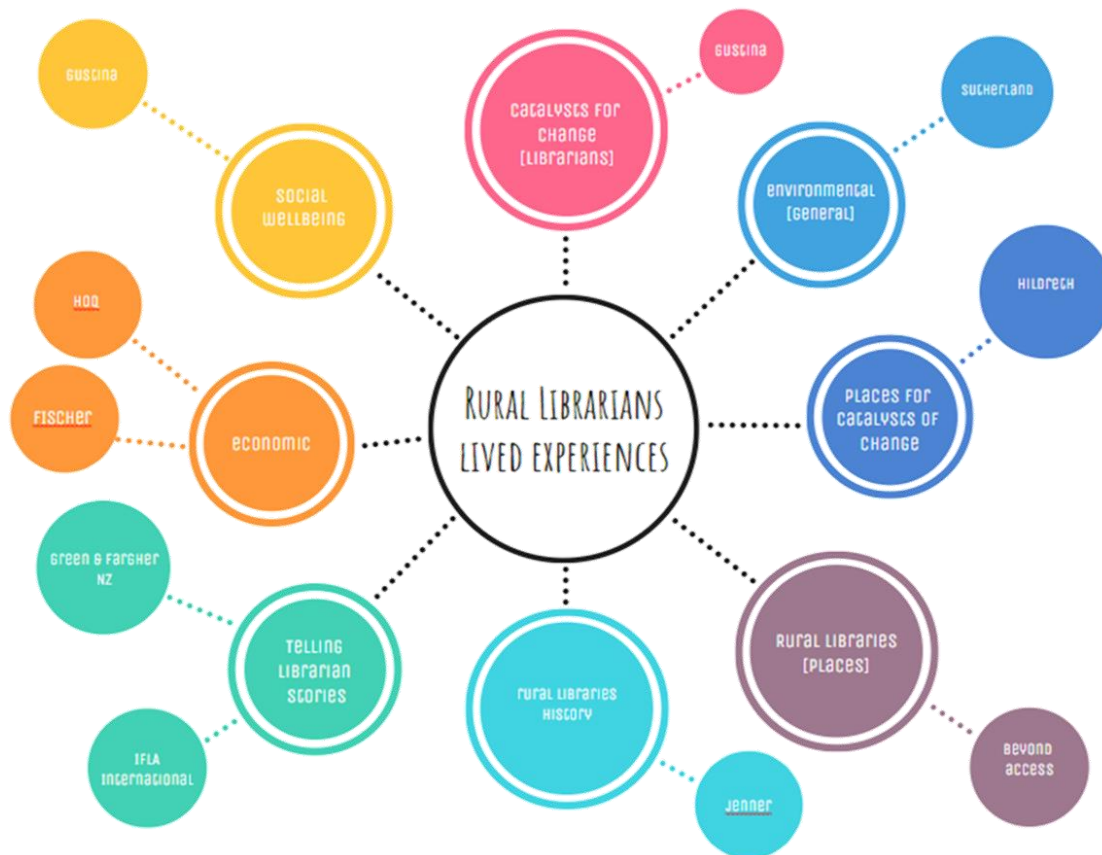 Gustina
Catalysts for
Change
[Librarians]
Gustina
Sutherland
Social
Wellbeing
Environmental
[General]
Hoq
Hildreth
Fischer
Economic
Rural Librarians
lived experiences
Places for
Catalysts of
Change
Green & Fargher
NZ
Telling
Librarian
Stories
Rural Libraries
History
Rural Libraries
[Places]
IFLA
International
Jenner
Beyond
Access